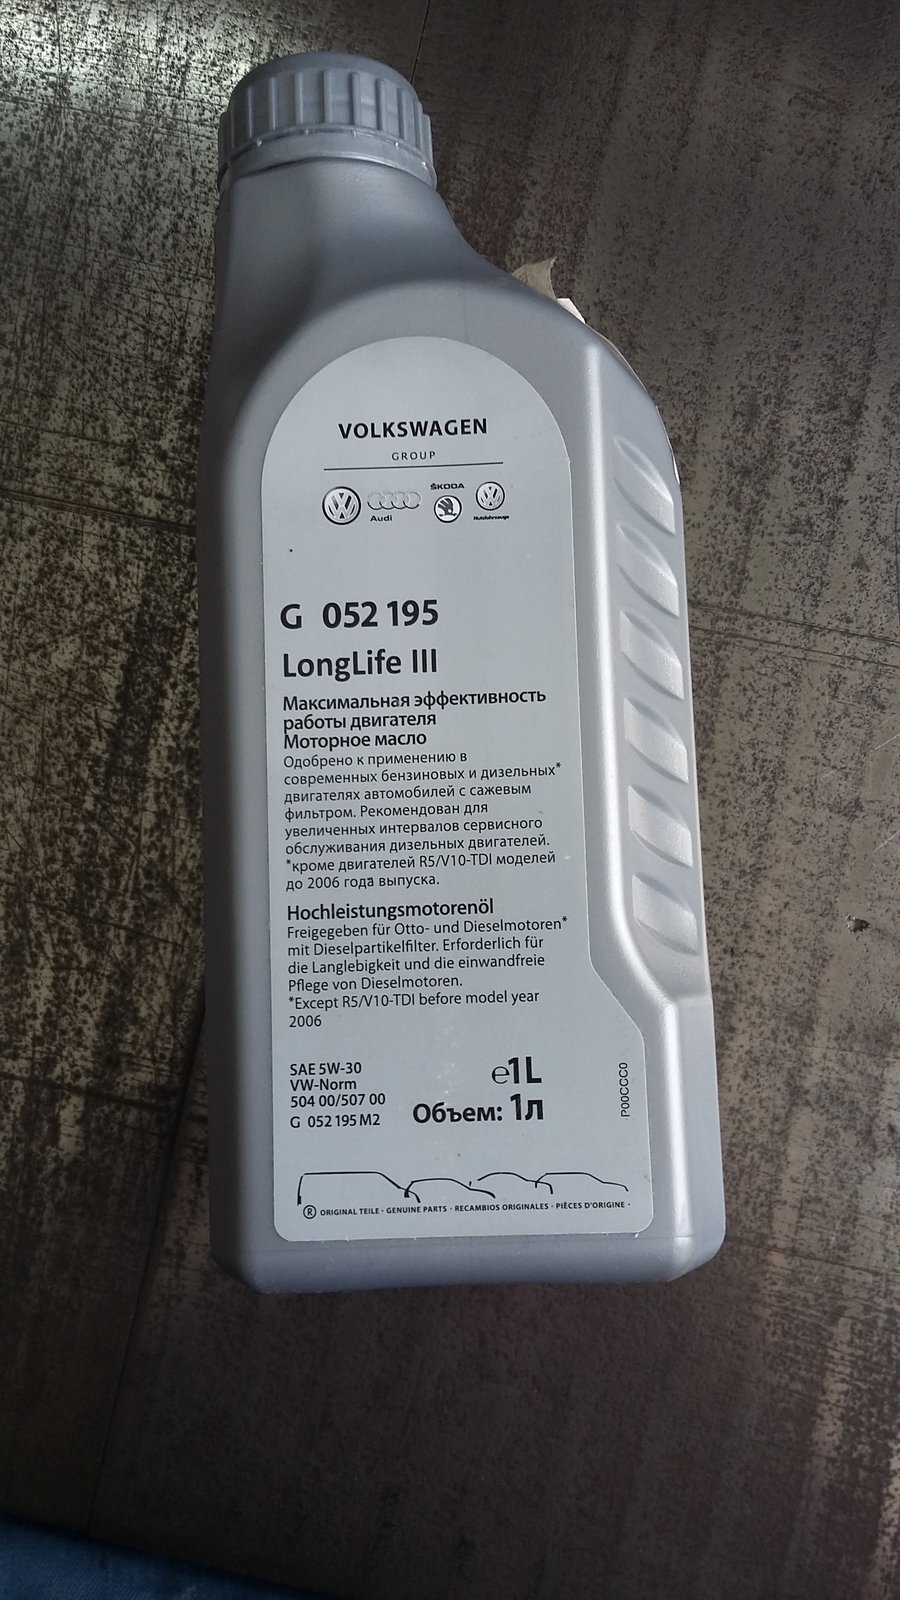 VOLKSWAGEN
GROUP
Audi
ŠKODA
Nutzfahrzeuge
G 052 195
LongLife III
Максимальная эффективность
работы двигателя
Моторное масло
Одобрено к применению в
современных бензиновых и дизельных*
двигателях автомобилей с сажевым
фильтром. Рекомендован для
увеличенных интервалов сервисного
обслуживания дизельных двигателей.
*кроме двигателей R5/V10-TDI моделей
до 2006 года выпуска.
Hochleistungsmotorenöl
Freigegeben für Otto- und Dieselmotoren*
mit Dieselpartikelfilter. Erforderlich für
die Langlebigkeit und die einwandfreie
Pflege von Dieselmotoren.
*Except R5/V10-TDI before model year
2006
SAE 5W-30
VW-Norm
504 00/507 00
G 052 195 M2
℮1L
Объем: 1л
P00CCC0
® ORIGINAL TEILE · GENUINE PARTS · RECAMBIOS ORIGINALES · PIÈCES D'ORIGINE ·